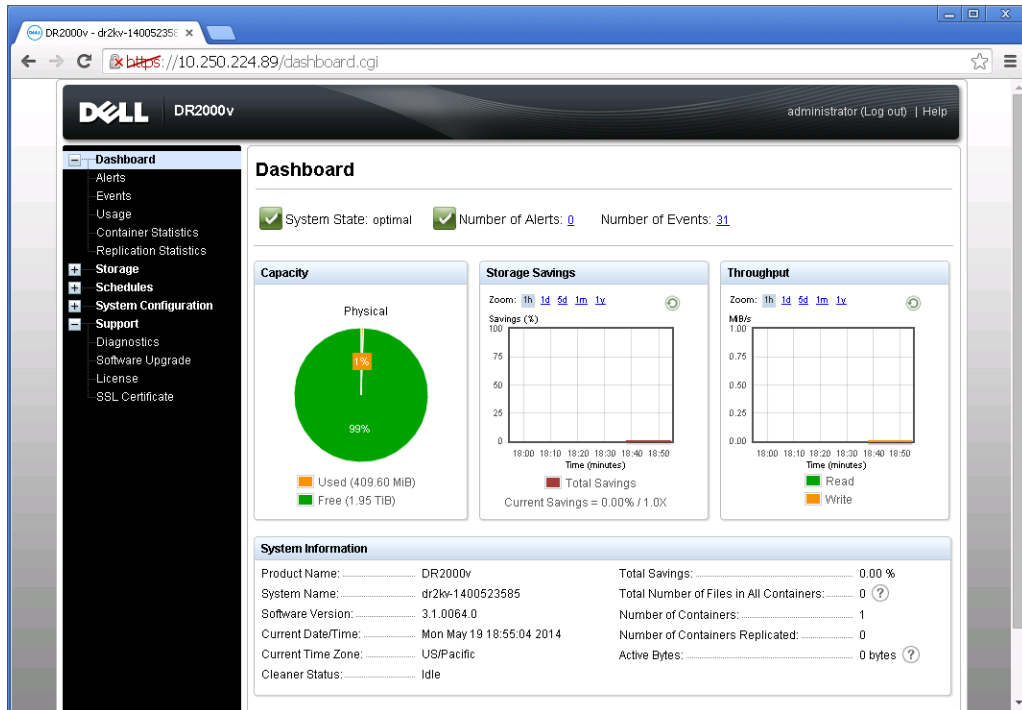 DR2000v - dr2kv-14005235
https://10.250.224.89/dashboard.cgi
DELL DR2000v
administrator (Log out) | Help
Dashboard
Alerts
Events
Usage
Container Statistics
Replication Statistics
Storage
Schedules
System Configuration
Support
Diagnostics
Software Upgrade
License
SSL Certificate
Dashboard
System State: optimal Number of Alerts: 0 Number of Events: 31
Capacity
Physical
1%
99%
Used (409.60 MiB)
Free (1.95 TiB)
Storage Savings
Zoom: 1h 1d 5d 1m 1y
Savings (%)
100
75
50
25
0
18:00 18:10 18:20 18:30 18:40 18:50
Time (minutes)
Total Savings
Current Savings = 0.00% / 1.0X
Throughput
Zoom: 1h 1d 5d 1m 1y
MiB/s
1.00
0.75
0.50
0.25
0.00
18:00 18:10 18:20 18:30 18:40 18:50
Time (minutes)
Read
Write
System Information
Product Name: DR2000v
System Name: dr2kv-1400523585
Software Version: 3.1.0064.0
Current Date/Time: Mon May 19 18:55:04 2014
Current Time Zone: US/Pacific
Cleaner Status: Idle
Total Savings: 0.00 %
Total Number of Files in All Containers: 0 ?
Number of Containers: 1
Number of Containers Replicated: 0
Active Bytes: 0 bytes ?